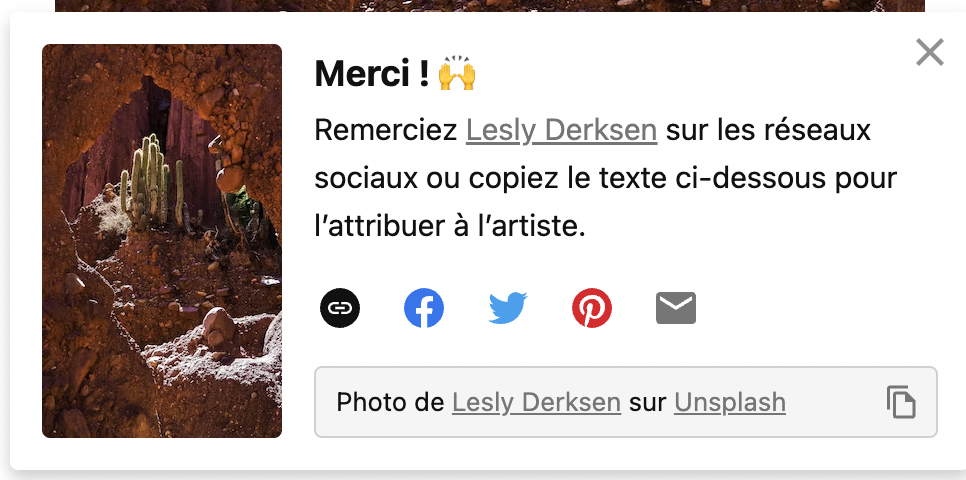 Merci ! 🙌
Remerciez Lesly Derksen sur les réseaux
sociaux ou copiez le texte ci-dessous pour
l’attribuer à l’artiste.
Photo de Lesly Derksen sur Unsplash